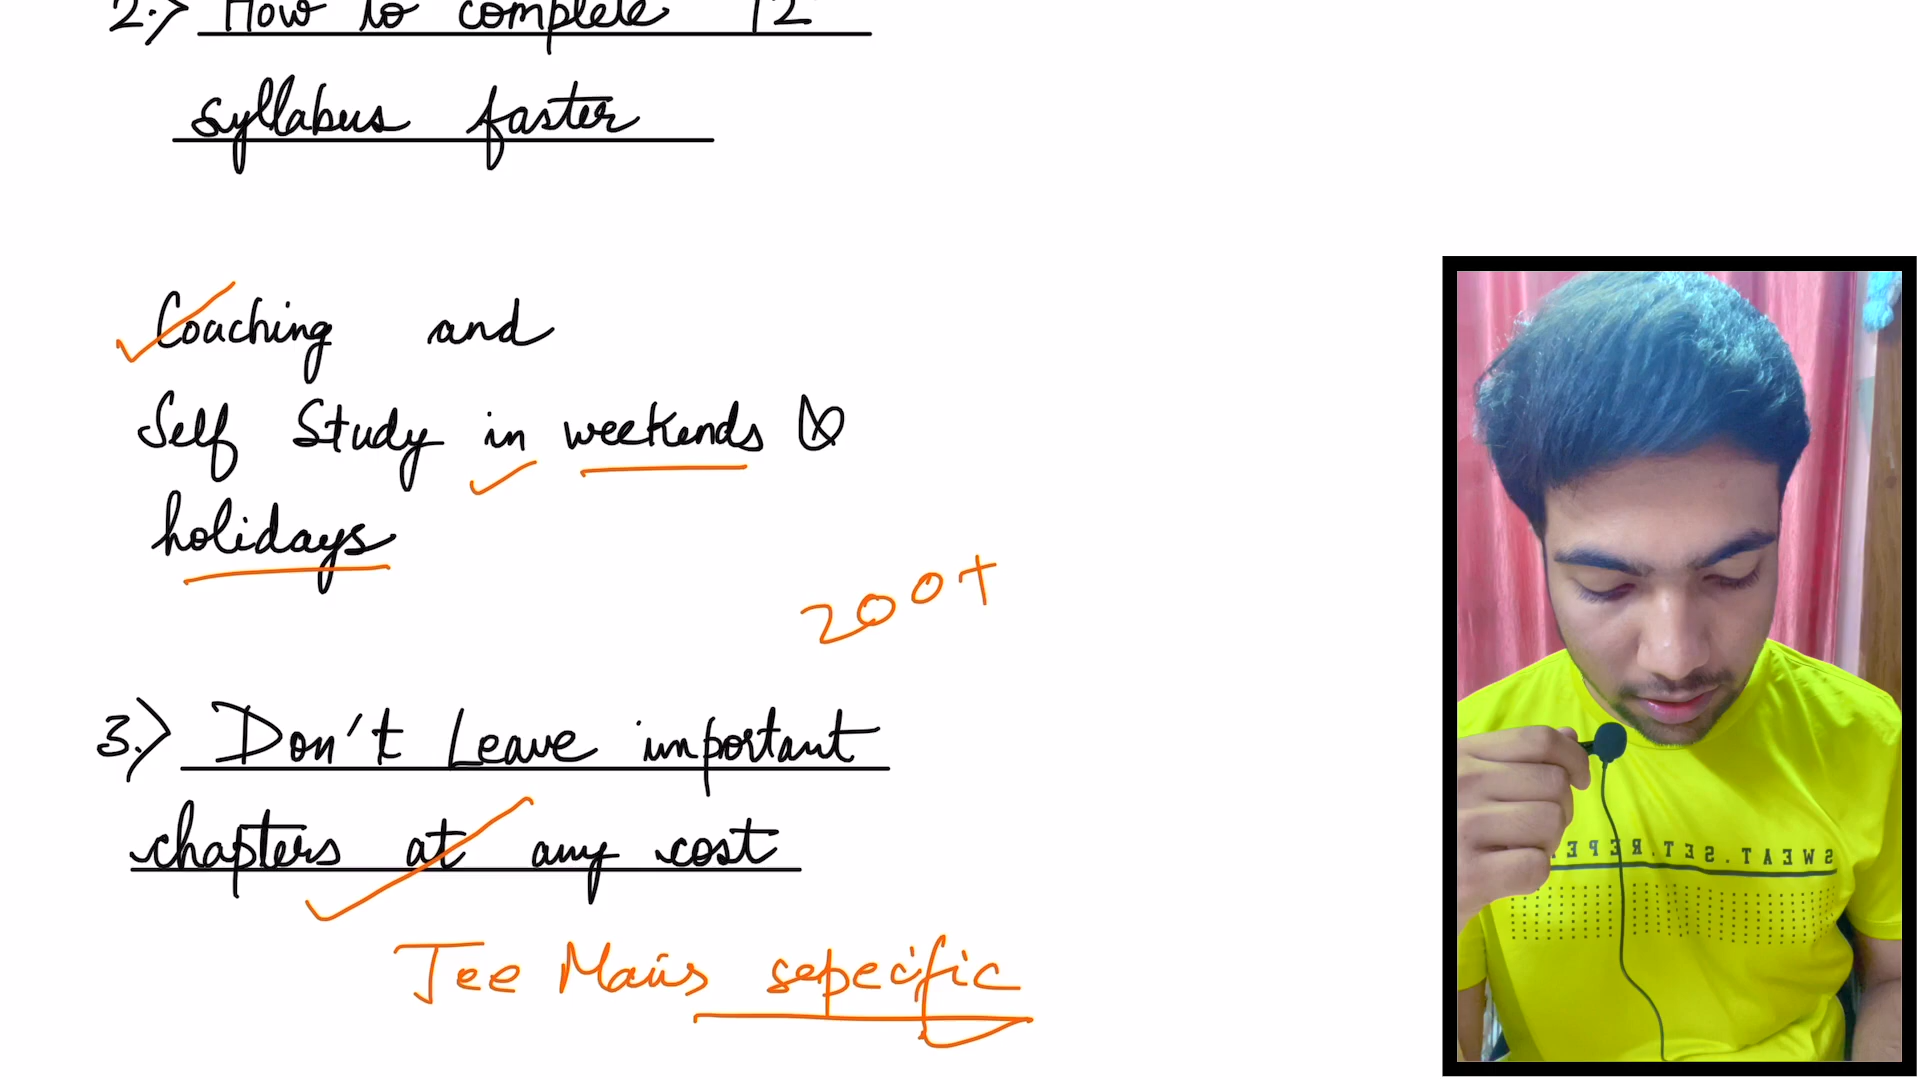 2.> How to complete 12
syllabus faster
Coaching and
Self Study in weekends &
holidays
200+
3.) Don't Leave important
chapters at any cost
Jee Mains sepecific
SWEAT. SET. REPEA